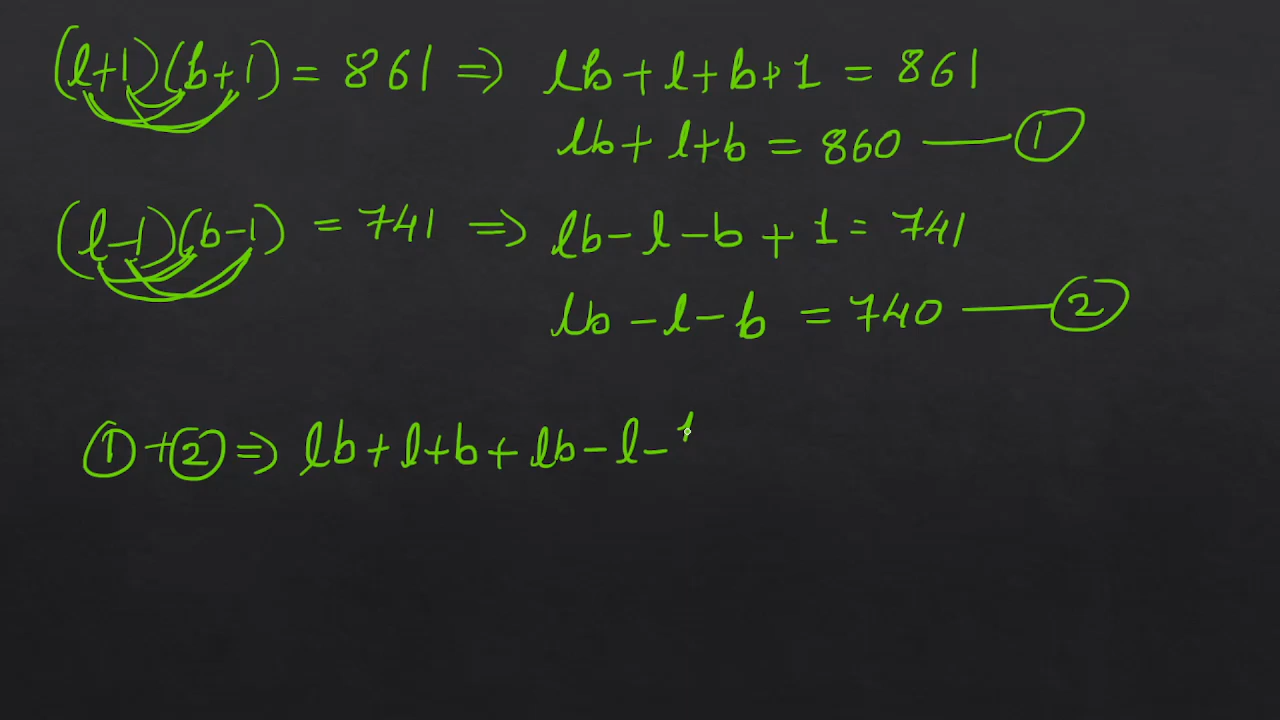 (l+1)(b+1) = 861 ⇒ lb + l + b + 1 = 861
lb + l + b = 860 — ①
(l-1)(b-1) = 741 ⇒ lb - l - b + 1 = 741
lb - l - b = 740 — ②
① + ② ⇒ lb + l + b + lb - l -